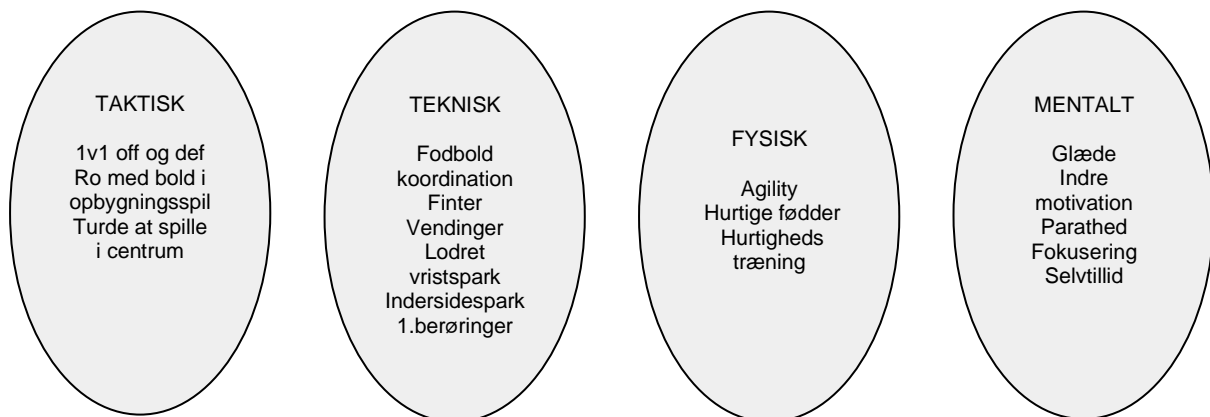 TAKTISK
1v1 off og def
Ro med bold i
opbygningsspil
Turde at spille
i centrum
TEKNISK
Fodbold
koordination
Finter
Vendinger
Lodret
vristspark
Indersidespark
1.berøringer
FYSISK
Agility
Hurtige fødder
Hurtigheds
træning
MENTALT
Glæde
Indre
motivation
Parathed
Fokusering
Selvtillid